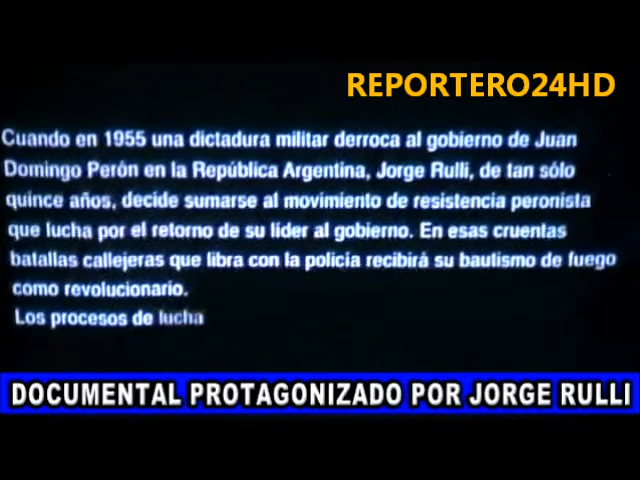 REPORTERO24HD
Cuando en 1955 una dictadura militar derroca al gobierno de Juan
Domingo Perón en la República Argentina, Jorge Rulli, de tan sólo
quince años, decide sumarse al movimiento de resistencia peronista
que lucha por el retorno de su líder al gobierno. En esas cruentas
batallas callejeras que libra con la policía recibirá su bautismo de fuego
como revolucionario.
Los procesos de lucha
DOCUMENTAL PROTAGONIZADO POR JORGE RULLI